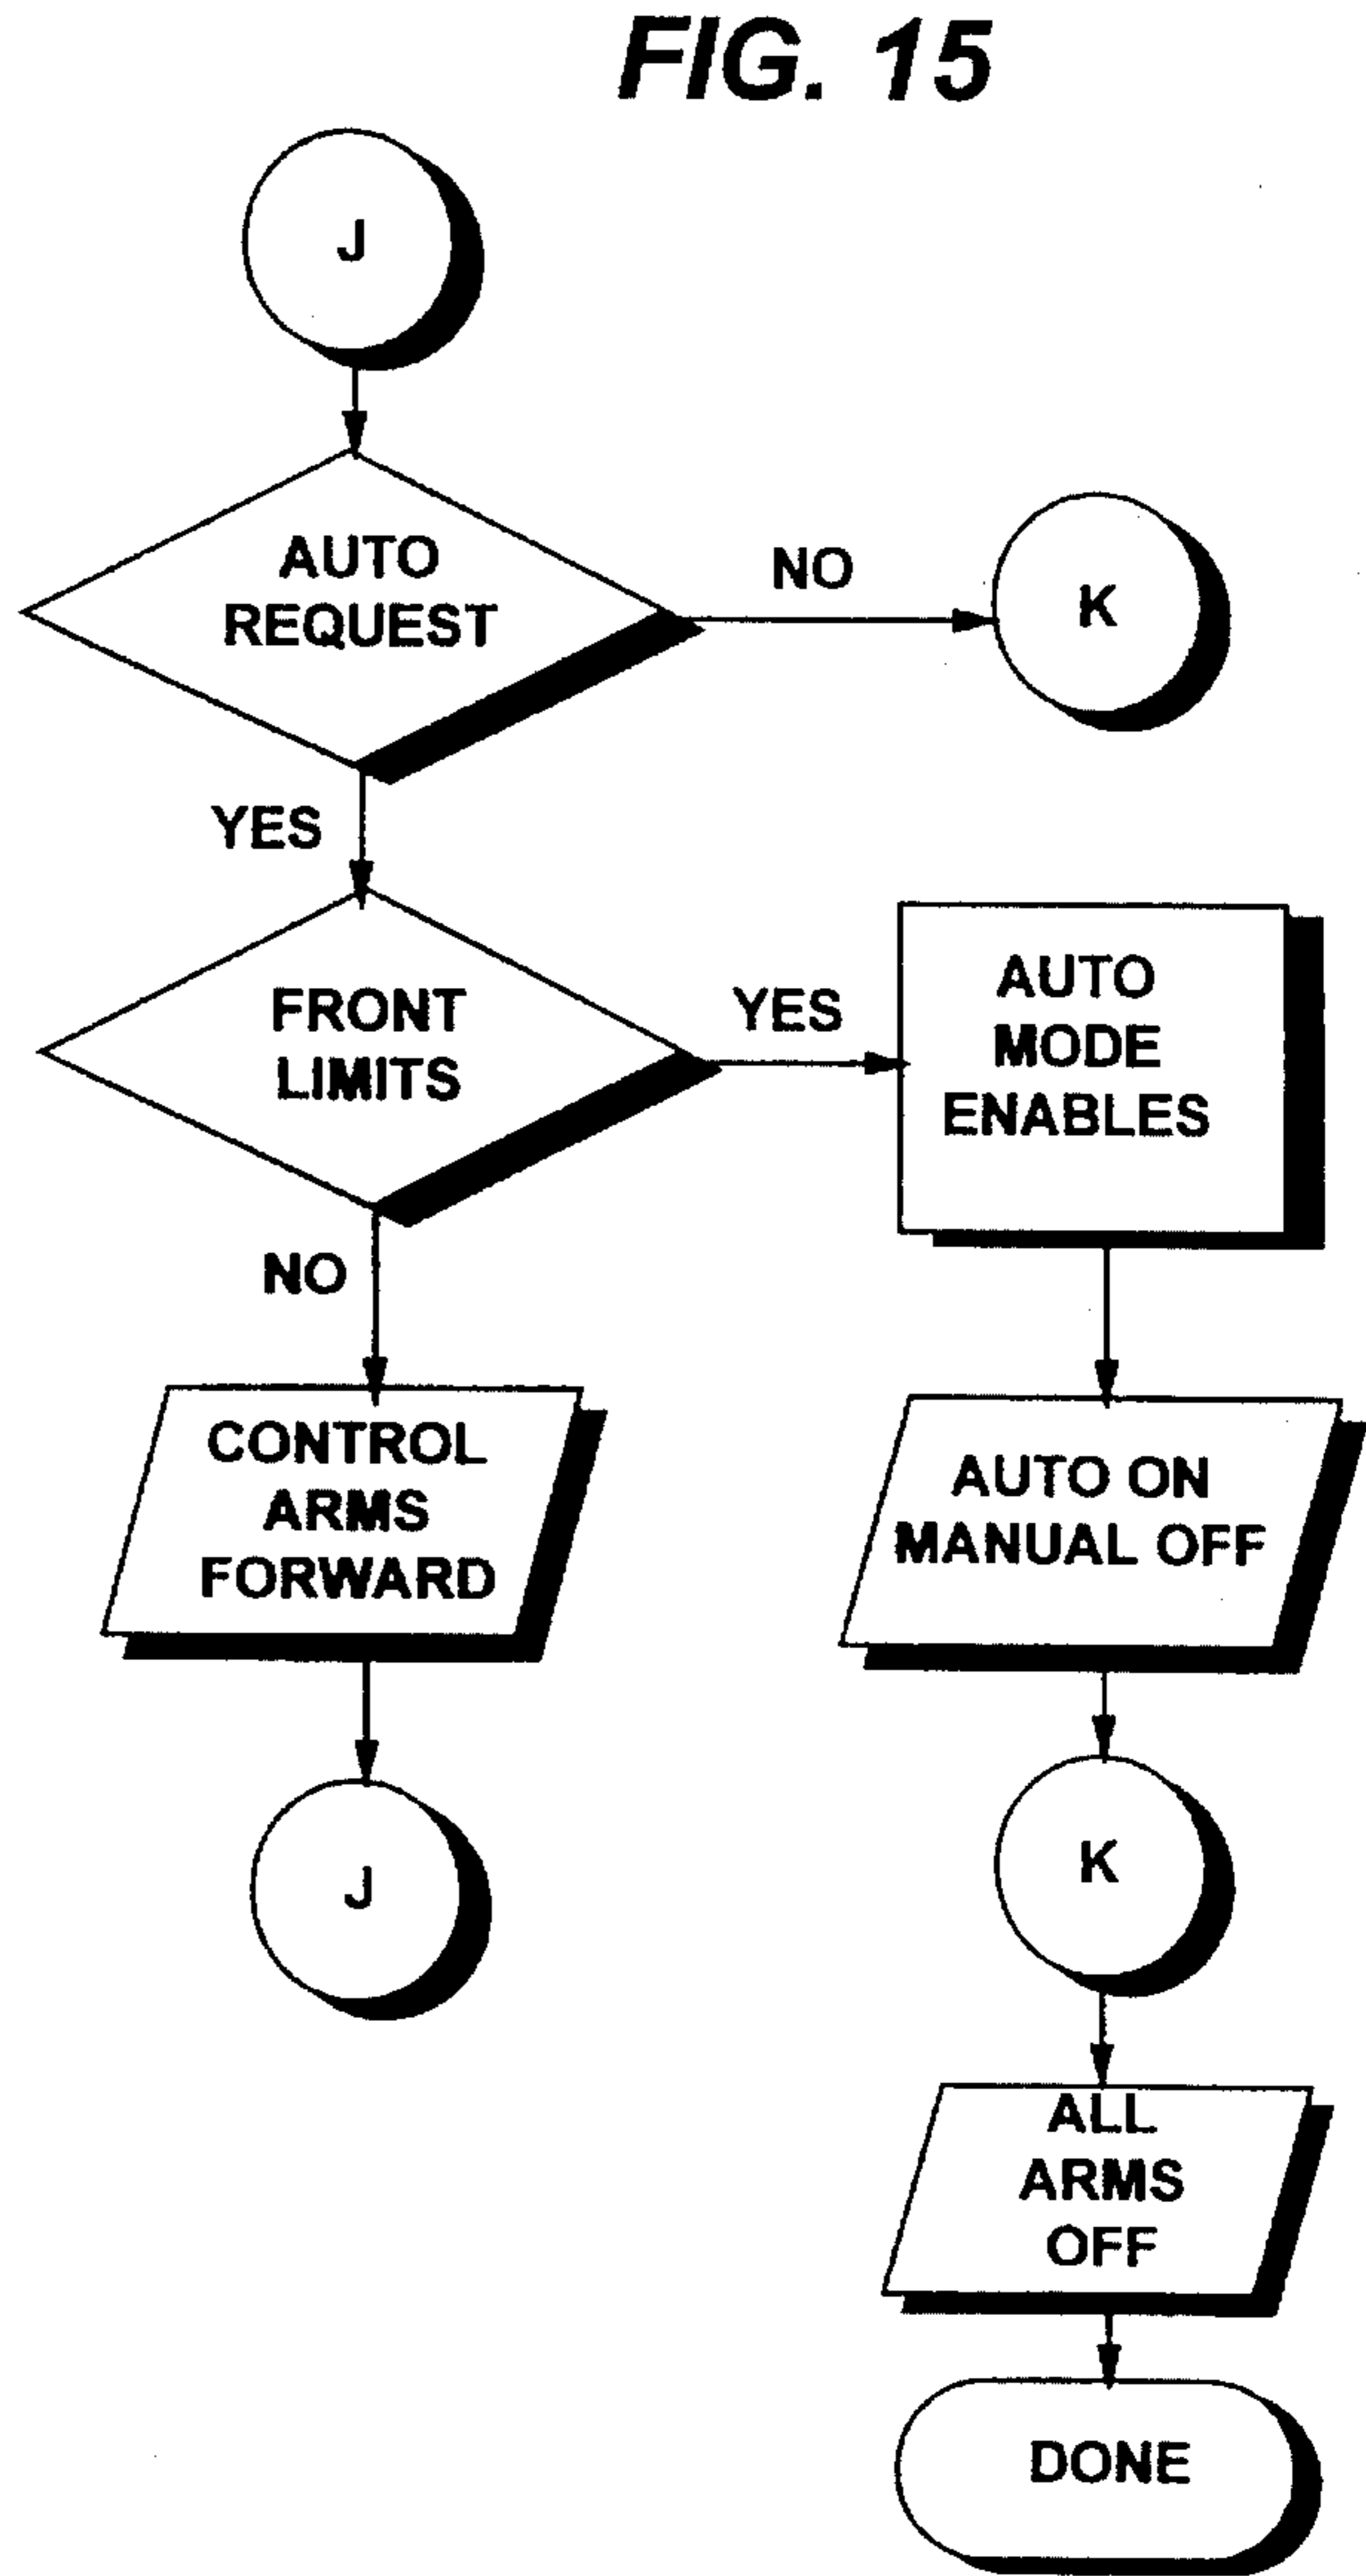 FIG. 15
J
AUTO
REQUEST
NO
K
YES
FRONT
LIMITS
YES
AUTO
MODE
ENABLES
NO
CONTROL
ARMS
FORWARD
AUTO ON
MANUAL OFF
J
K
ALL
ARMS
OFF
DONE